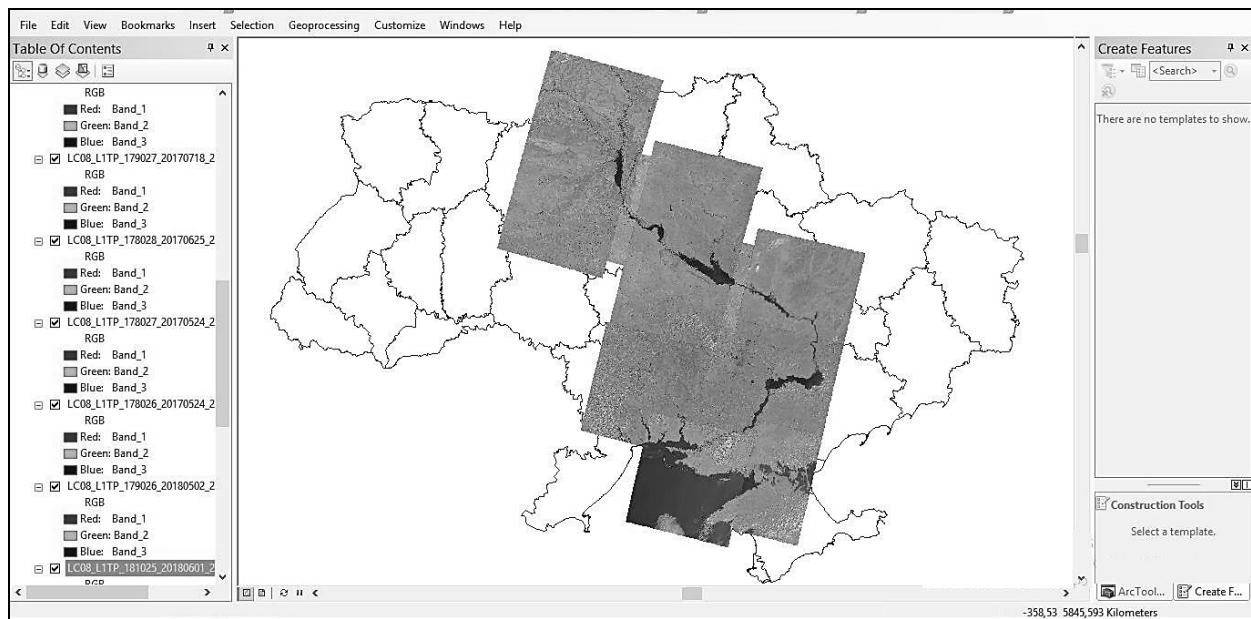 File Edit View Bookmarks Insert Selection Geoprocessing Customize Windows Help
Table Of Contents
RGB
Red: Band_1
Green: Band_2
Blue: Band_3
LC08_L1TP_179027_20170718_2
RGB
Red: Band_1
Green: Band_2
Blue: Band_3
LC08_L1TP_178028_20170625_2
RGB
Red: Band_1
Green: Band_2
Blue: Band_3
LC08_L1TP_178027_20170524_2
RGB
Red: Band_1
Green: Band_2
Blue: Band_3
LC08_L1TP_178026_20170524_2
RGB
Red: Band_1
Green: Band_2
Blue: Band_3
LC08_L1TP_179026_20180502_2
RGB
Red: Band_1
Green: Band_2
Blue: Band_3
LC08_L1TP_181025_20180601_2
RGB
Create Features
<Search>
There are no templates to show.
Construction Tools
Select a template.
ArcTool... Create F...
-358,53 5845,593 Kilometers